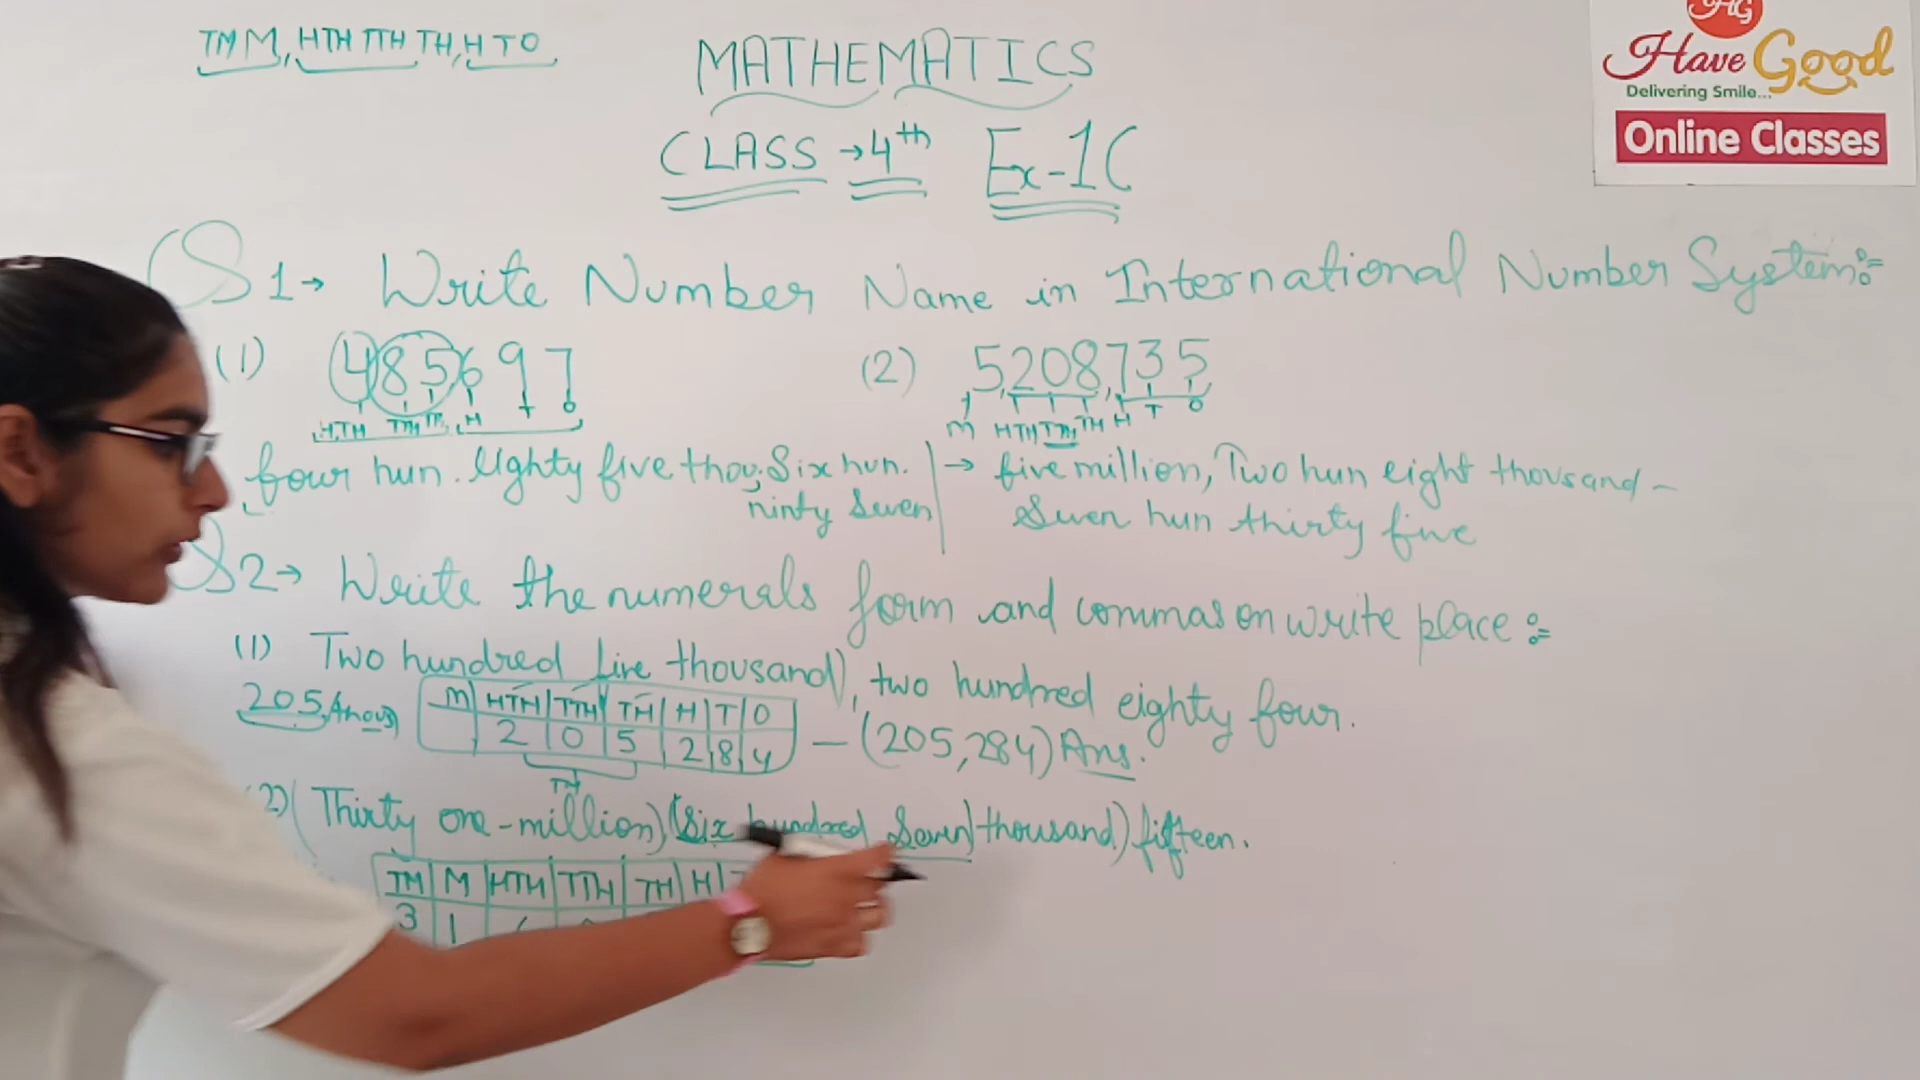 TM M, HTH TTH TH, H T O
MATHEMATICS
CLASS → 4th Ex-1C
HG
Have Good
Delivering Smile...
Online Classes
Q1→ Write Number Name in International Number System:=
(1) 485697
HTH TTH TH, H T O
four hun. Eighty five thou, Six hun.
ninty Seven
(2) 5,208,735
M HTH TTH TH H T O
→ five million, Two hun eight thousand -
Seven hun thirty five
Q2→ Write the numerals form and commas on write place :=
(1) Two hundred five thousand), two hundred eighty four.
205,
M HTH TTH TH H T O
2 0 5 2 8 4 - (205,284) Ans.
TH
(2) (Thirty one-million) (Six hundred Seven thousand) fifteen.
TM M HTH TTH TH H
3 1